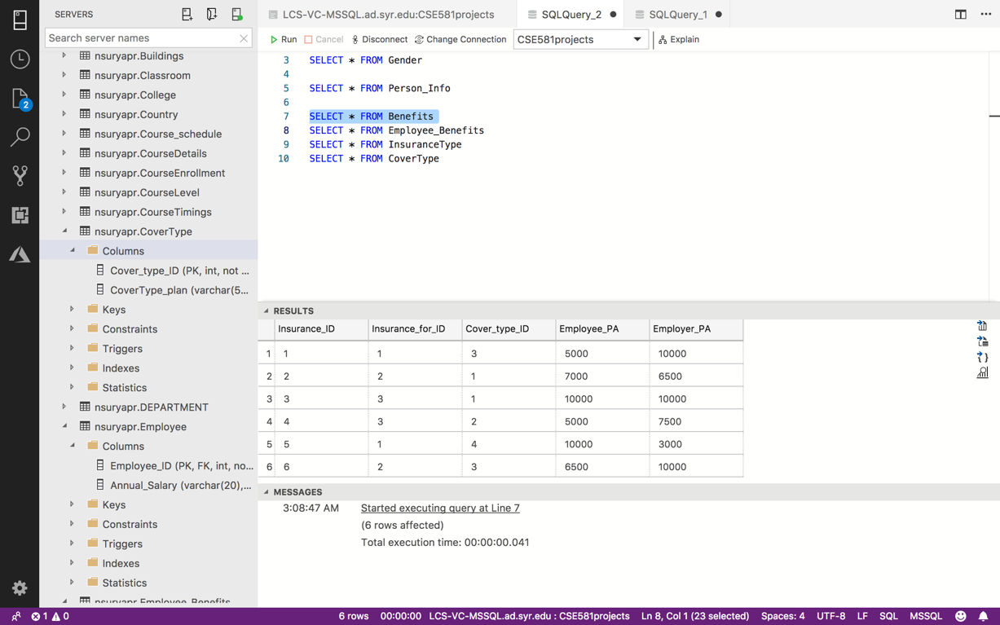 SERVERS
Search server names
nsuryapr.Buildings
nsuryapr.Classroom
nsuryapr.College
nsuryapr.Country
nsuryapr.Course_schedule
nsuryapr.CourseDetails
nsuryapr.CourseEnrollment
nsuryapr.CourseLevel
nsuryapr.CourseTimings
nsuryapr.CoverType
Columns
Cover_type_ID (PK, int, not ...
CoverType_plan (varchar(5...
Keys
Constraints
Triggers
Indexes
Statistics
nsuryapr.DEPARTMENT
nsuryapr.Employee
Columns
Employee_ID (PK, FK, int, no...
Annual_Salary (varchar(20),...
Keys
Constraints
Triggers
Indexes
Statistics
nsuryapr.Employee_Benefits
2
LCS-VC-MSSQL.ad.syr.edu:CSE581projects SQLQuery_2 SQLQuery_1
Run Cancel Disconnect Change Connection CSE581projects Explain
3 SELECT * FROM Gender
4
5 SELECT * FROM Person_Info
6
7 SELECT * FROM Benefits
8 SELECT * FROM Employee_Benefits
9 SELECT * FROM InsuranceType
10 SELECT * FROM CoverType
RESULTS
Insurance_ID Insurance_for_ID Cover_type_ID Employee_PA Employer_PA
1 1 1 3 5000 10000
2 2 2 1 7000 6500
3 3 3 1 10000 10000
4 4 3 2 5000 7500
5 5 1 4 10000 3000
6 6 2 3 6500 10000
MESSAGES
3:08:47 AM Started executing query at Line 7
(6 rows affected)
Total execution time: 00:00:00.041
1 0 6 rows 00:00:00 LCS-VC-MSSQL.ad.syr.edu : CSE581projects Ln 8, Col 1 (23 selected) Spaces: 4 UTF-8 LF SQL MSSQL